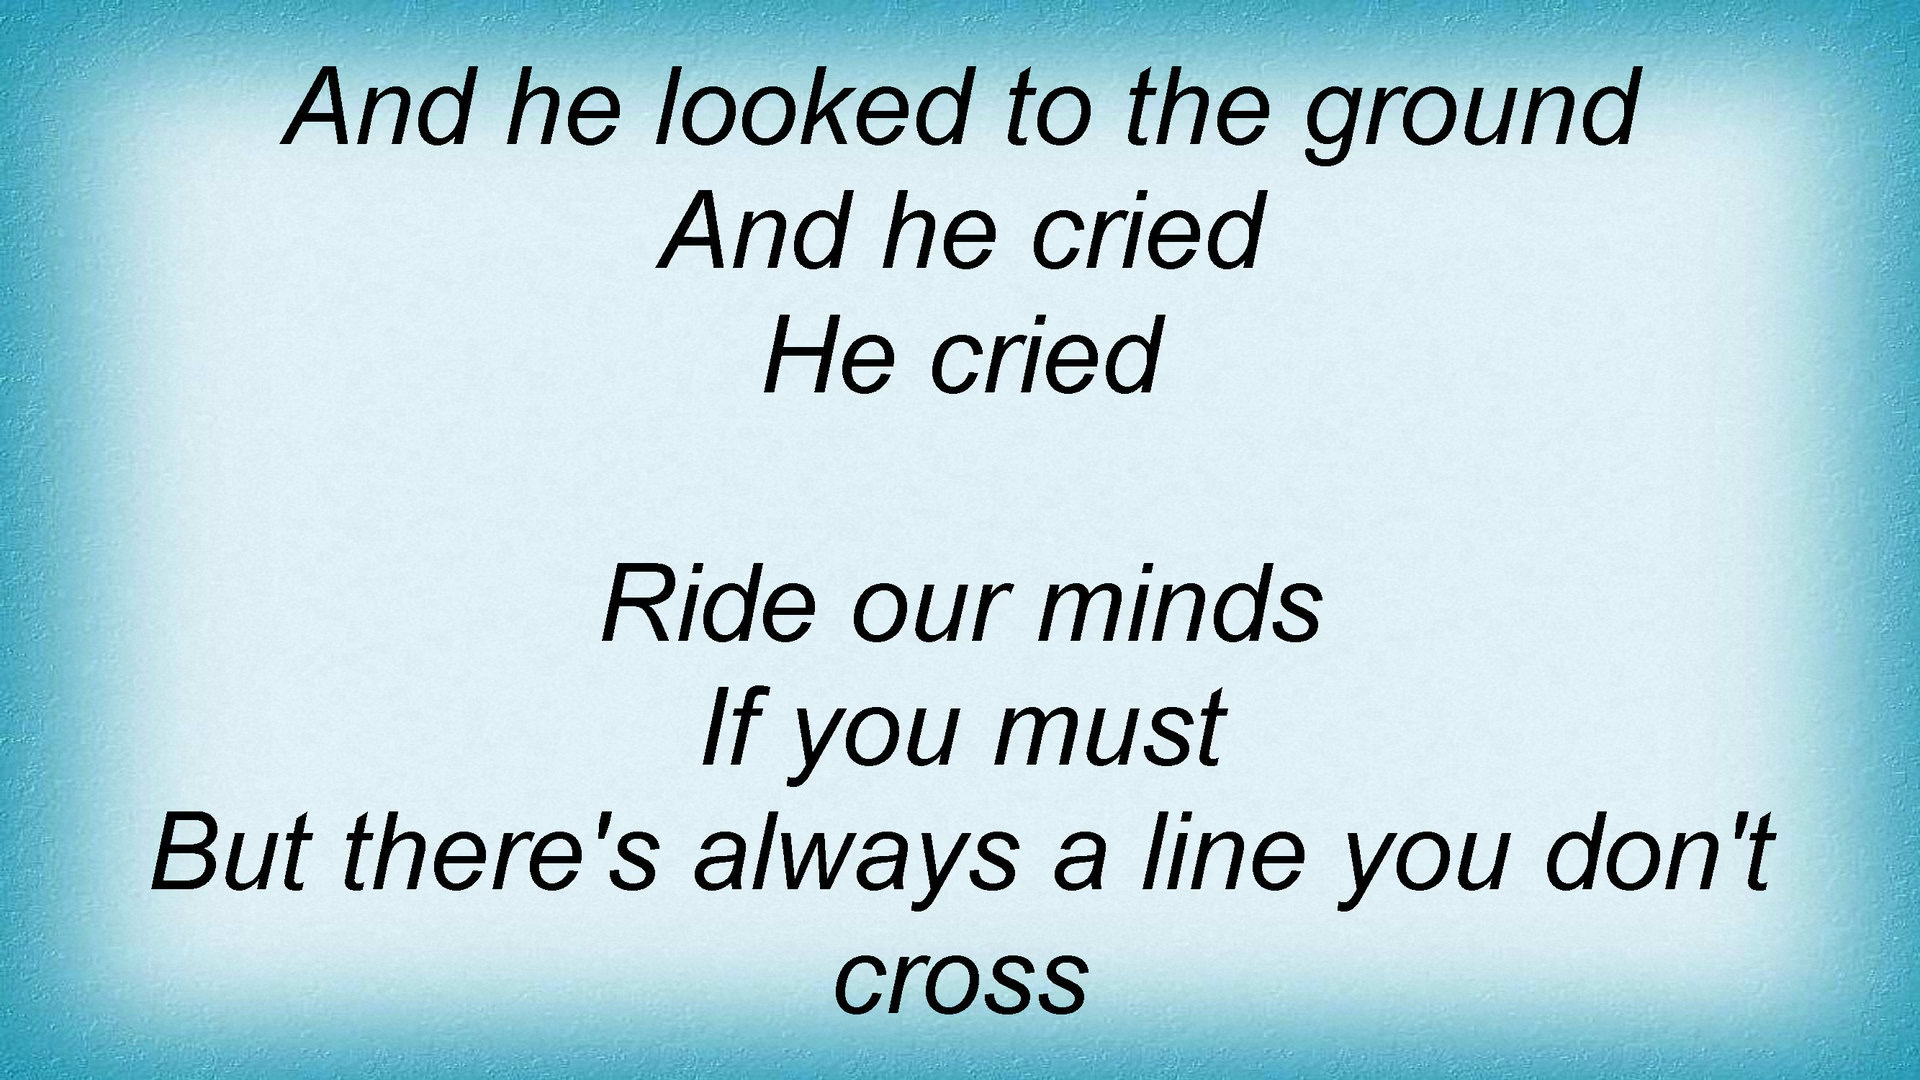 And he looked to the ground
And he cried
He cried
Ride our minds
If you must
But there's always a line you don't
cross